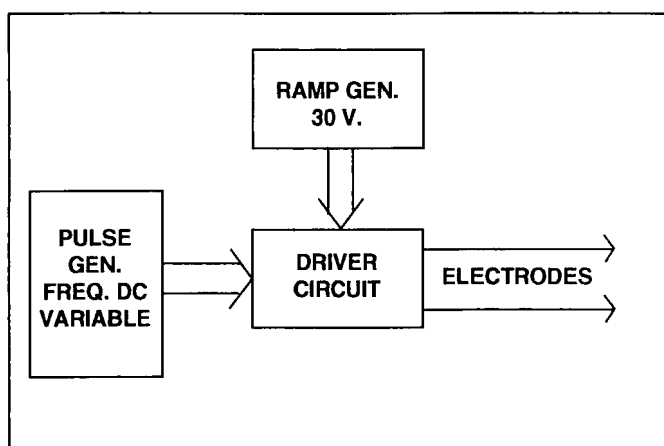 RAMP GEN.
30 V.
PULSE
GEN.
FREQ. DC
VARIABLE
DRIVER
CIRCUIT
ELECTRODES